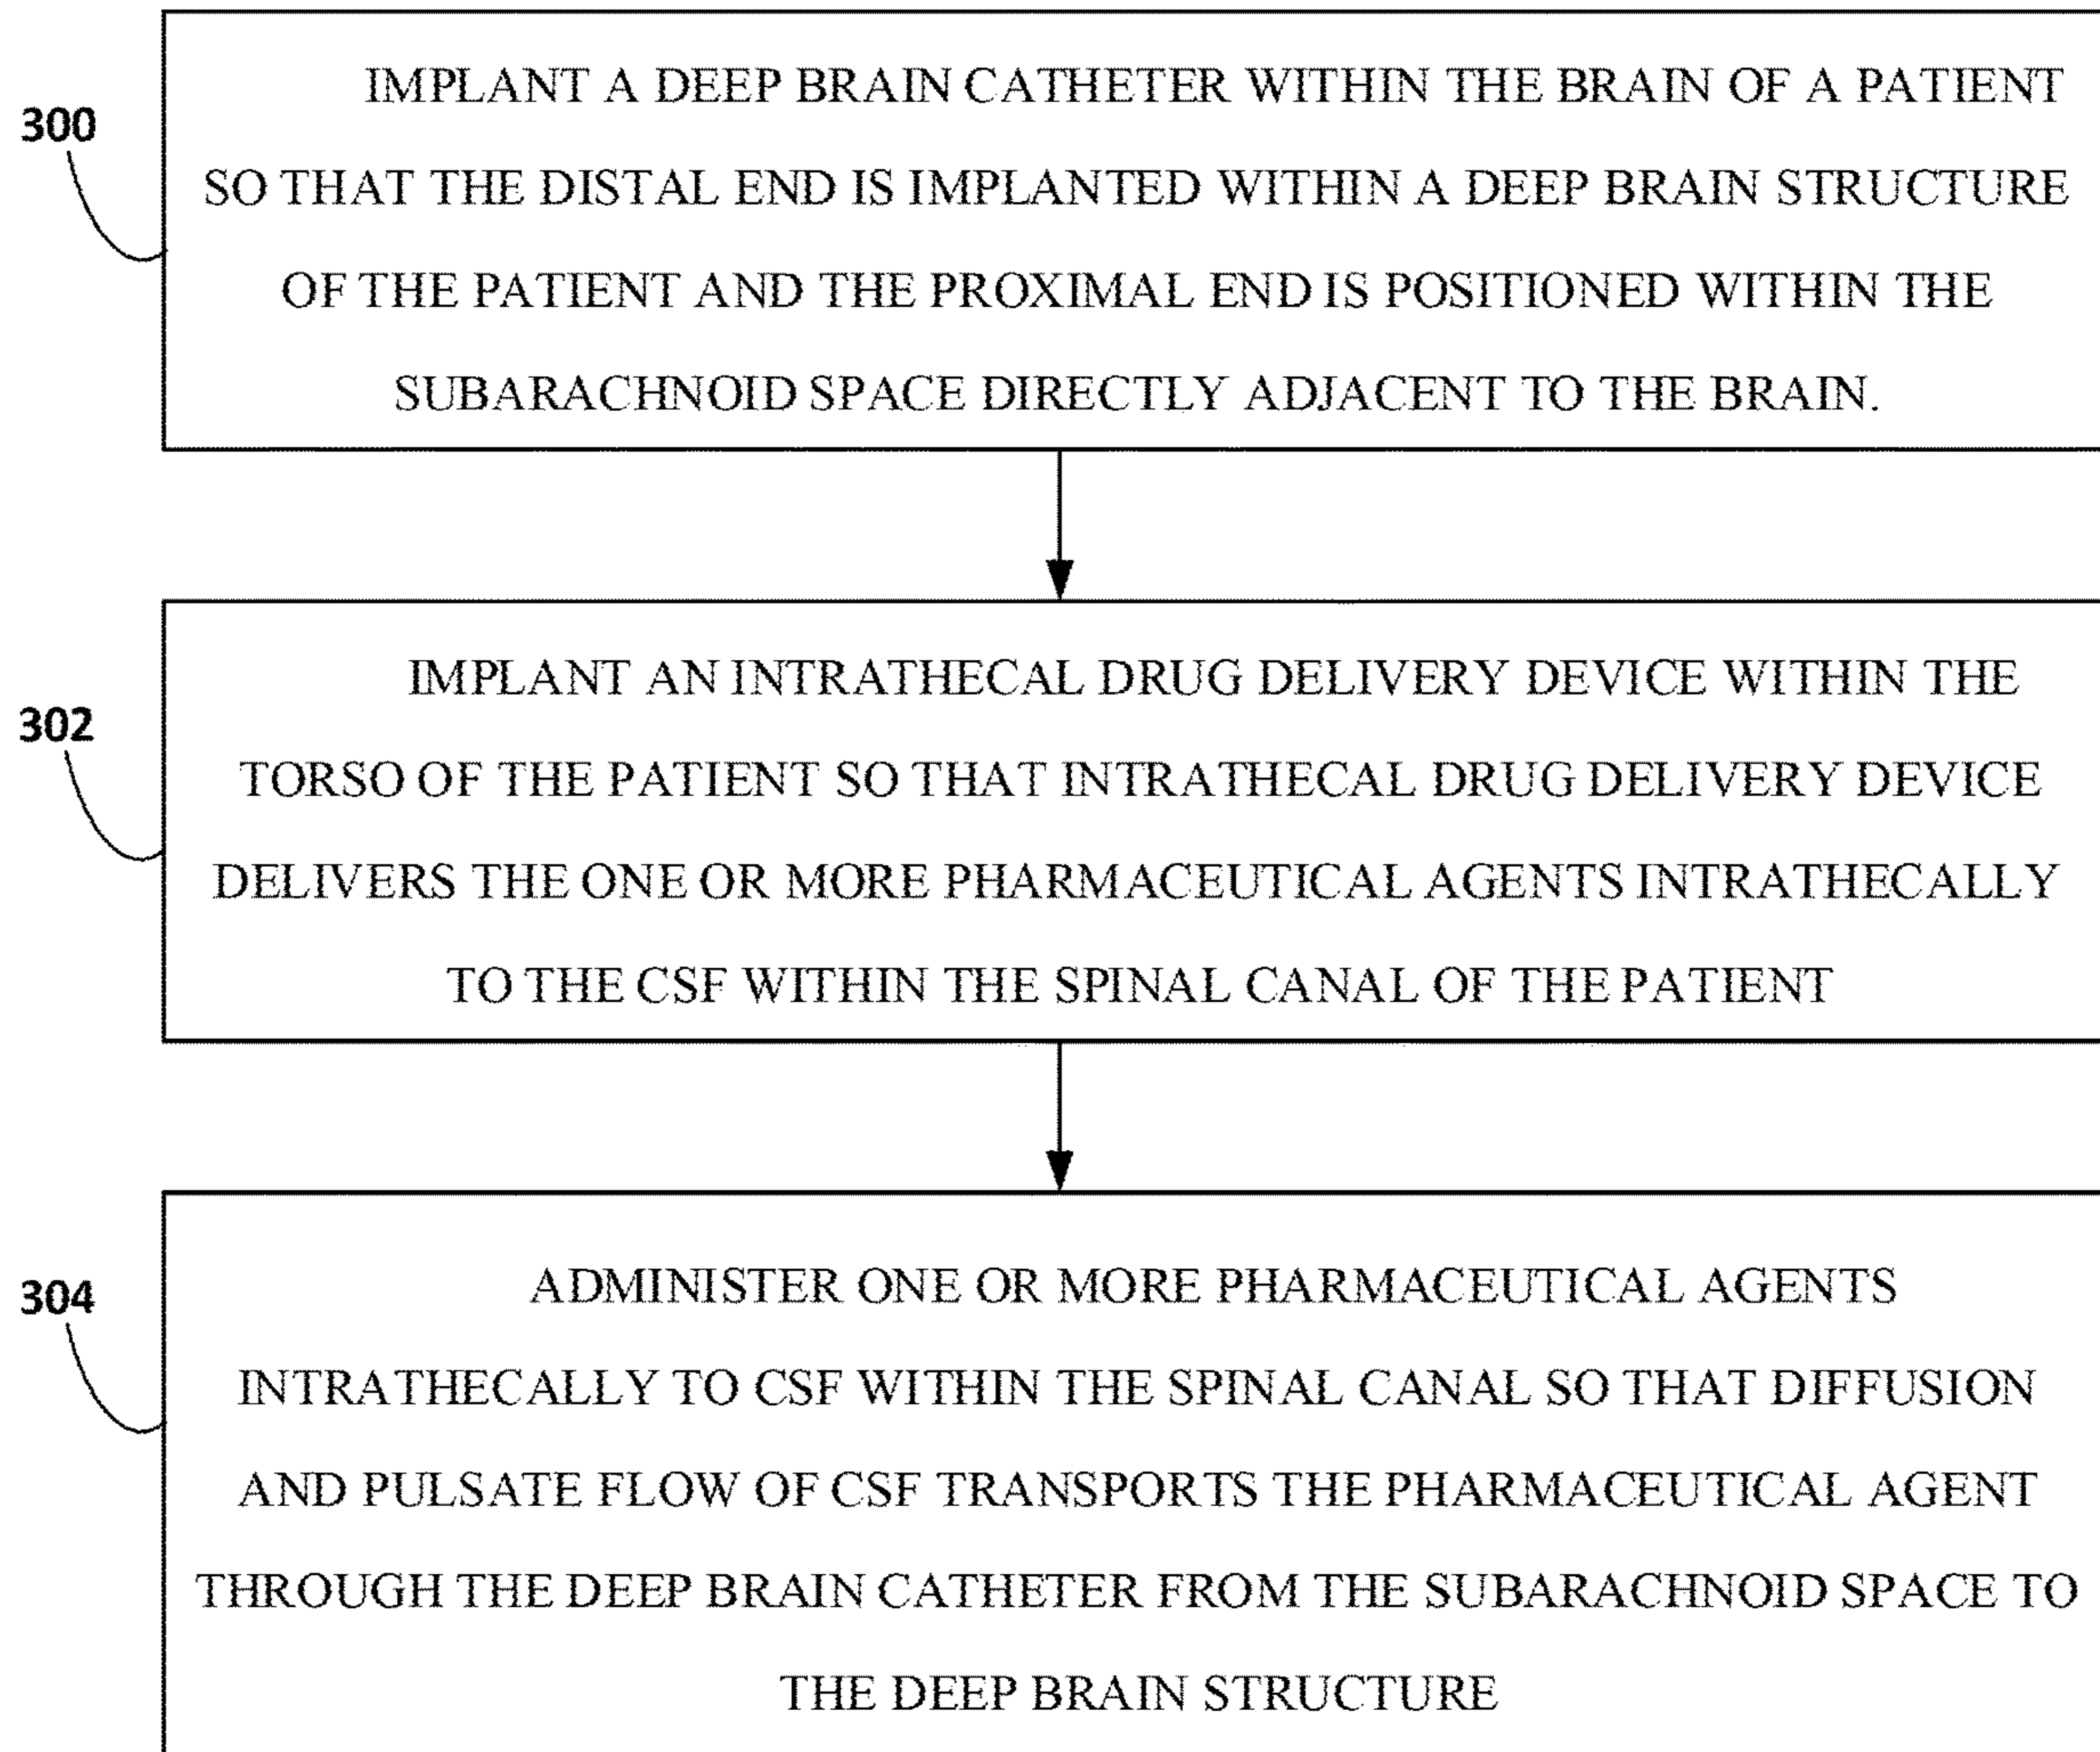 300
IMPLANT A DEEP BRAIN CATHETER WITHIN THE BRAIN OF A PATIENT
SO THAT THE DISTAL END IS IMPLANTED WITHIN A DEEP BRAIN STRUCTURE
OF THE PATIENT AND THE PROXIMAL END IS POSITIONED WITHIN THE
SUBARACHNOID SPACE DIRECTLY ADJACENT TO THE BRAIN.
302
IMPLANT AN INTRATHECAL DRUG DELIVERY DEVICE WITHIN THE
TORSO OF THE PATIENT SO THAT INTRATHECAL DRUG DELIVERY DEVICE
DELIVERS THE ONE OR MORE PHARMACEUTICAL AGENTS INTRATHECALLY
TO THE CSF WITHIN THE SPINAL CANAL OF THE PATIENT
304
ADMINISTER ONE OR MORE PHARMACEUTICAL AGENTS
INTRATHECALLY TO CSF WITHIN THE SPINAL CANAL SO THAT DIFFUSION
AND PULSATE FLOW OF CSF TRANSPORTS THE PHARMACEUTICAL AGENT
THROUGH THE DEEP BRAIN CATHETER FROM THE SUBARACHNOID SPACE TO
THE DEEP BRAIN STRUCTURE